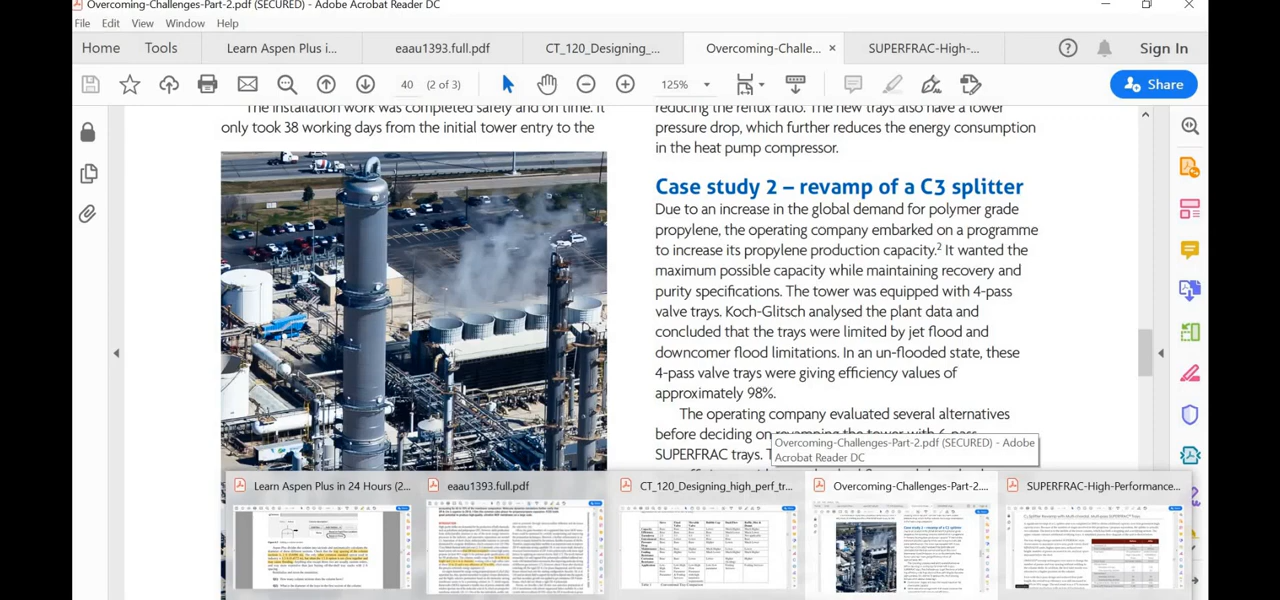 Overcoming-Challenges-Part-2.pdf (SECURED) - Adobe Acrobat Reader DC
File Edit View Window Help
Home Tools Learn Aspen Plus i... eaau1393.full.pdf CT_120_Designing_... Overcoming-Challe... × SUPERFRAC-High-... Sign In
40 (2 of 3) 125% Share
The installation work was completed safely and on time. It
only took 38 working days from the initial tower entry to the
reducing the reflux ratio. The new trays also have a lower
pressure drop, which further reduces the energy consumption
in the heat pump compressor.
Case study 2 – revamp of a C3 splitter
Due to an increase in the global demand for polymer grade
propylene, the operating company embarked on a programme
to increase its propylene production capacity.2 It wanted the
maximum possible capacity while maintaining recovery and
purity specifications. The tower was equipped with 4-pass
valve trays. Koch-Glitsch analysed the plant data and
concluded that the trays were limited by jet flood and
downcomer flood limitations. In an un-flooded state, these
4-pass valve trays were giving efficiency values of
approximately 98%.
The operating company evaluated several alternatives
before deciding on revamping the tower with 6-pass
SUPERFRAC trays.
Overcoming-Challenges-Part-2.pdf (SECURED) - Adobe
Acrobat Reader DC
Learn Aspen Plus in 24 Hours (2... eaau1393.full.pdf CT_120_Designing_high_perf_tr... Overcoming-Challenges-Part-2.... SUPERFRAC-High-Performance...